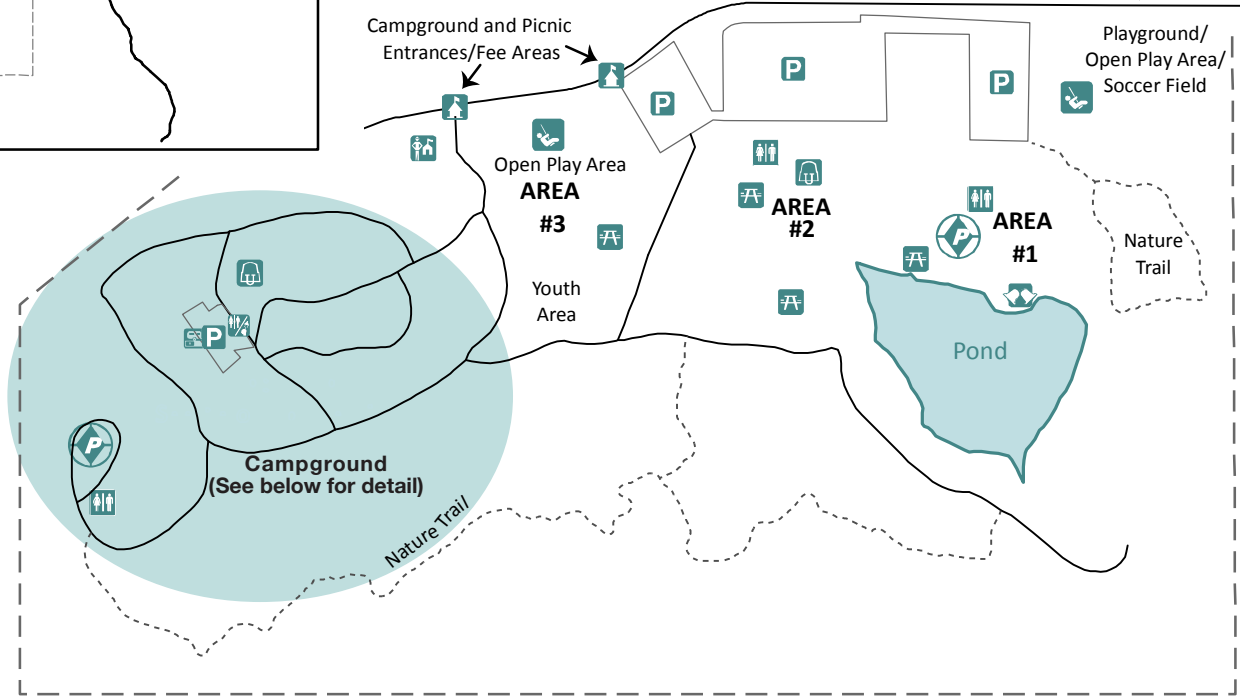 Campground and Picnic
Entrances/Fee Areas
Playground/
Open Play Area/
Soccer Field
P
P
P
Open Play Area
AREA
#3
AREA
#2
AREA
#1
P
Nature
Trail
Youth
Area
P
Pond
P
Campground
(See below for detail)
Nature Trail